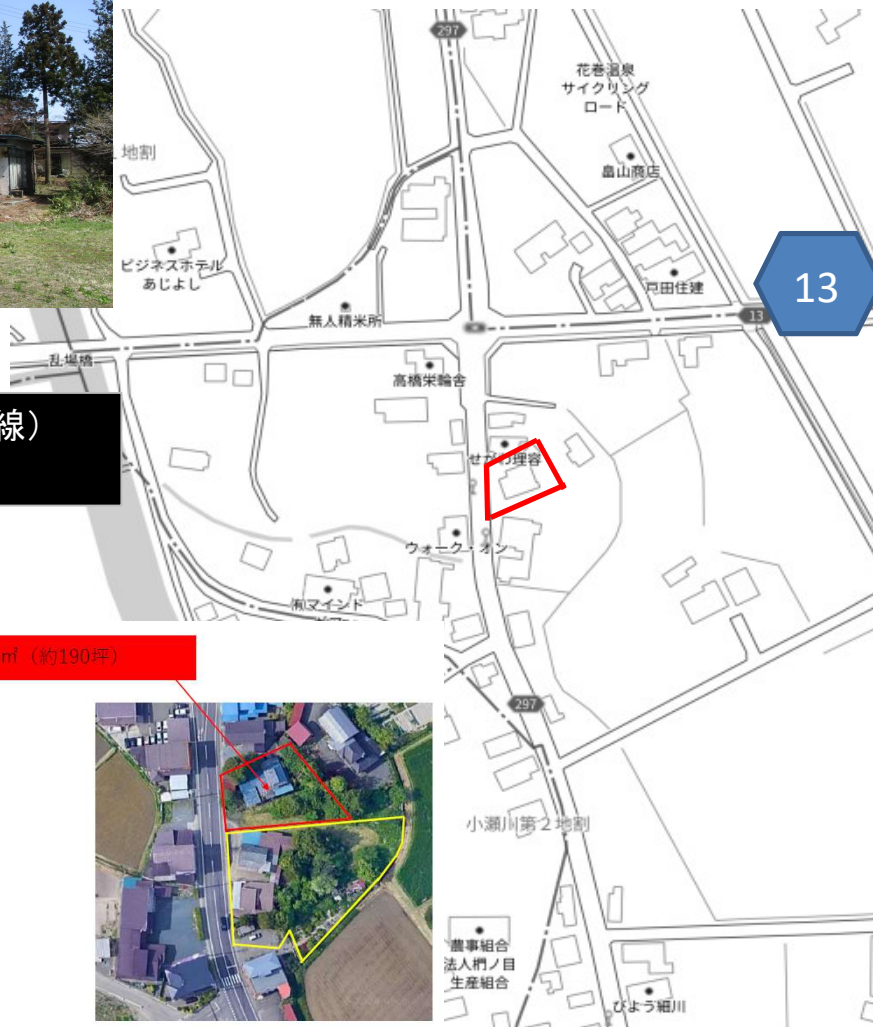 297
花巻温泉
サイクリング
ロード
地割
畠山商店
ビジネスホテル
あじよし
戸田住建
13
13
無人精米所
乱場橋
高橋栄輪舎
線）
せがわ理容
ウォーク・オン
㈲マインド
㎡（約190坪）
297
小瀬川第2地割
農事組合
法人椚ノ目
生産組合
びよう細川